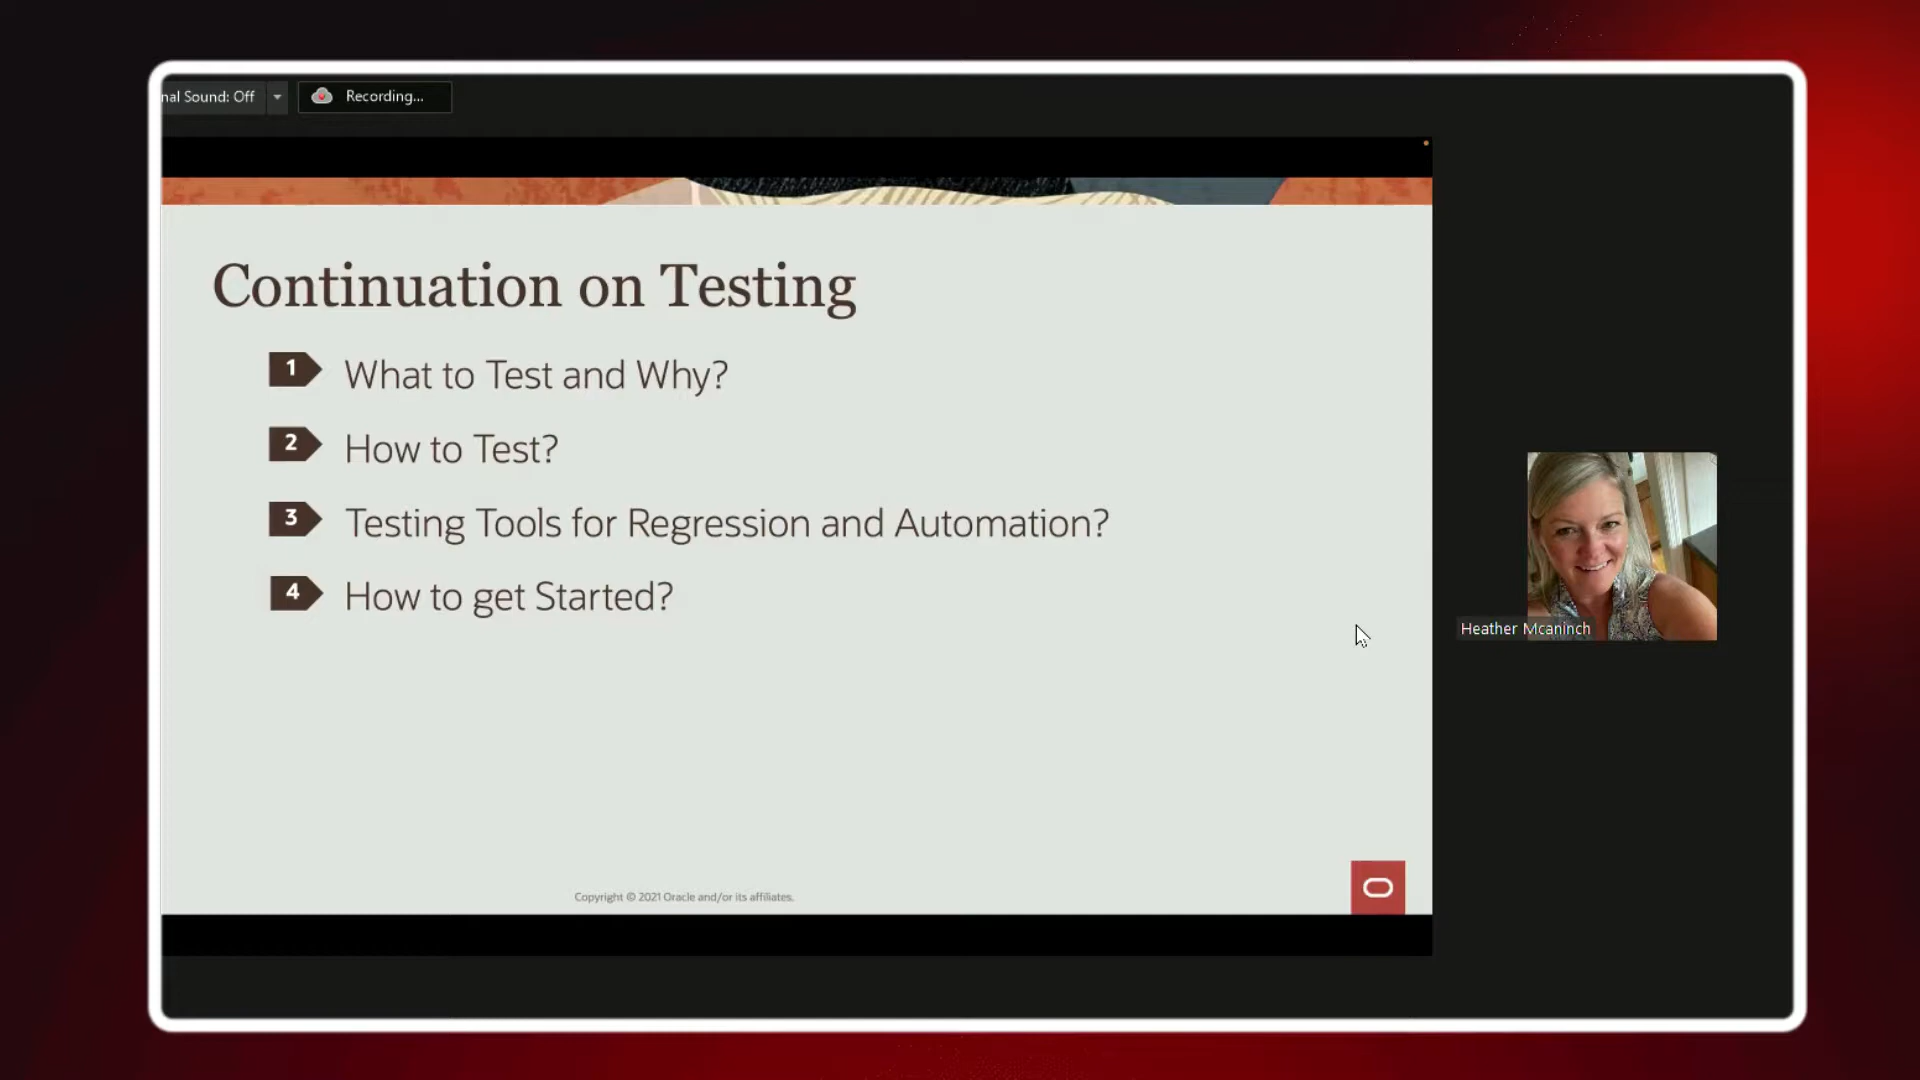 nal Sound: Off
Recording...
Continuation on Testing
1 What to Test and Why?
2 How to Test?
3 Testing Tools for Regression and Automation?
4 How to get Started?
Heather Mcaninch
Copyright © 2021 Oracle and/or its affiliates.